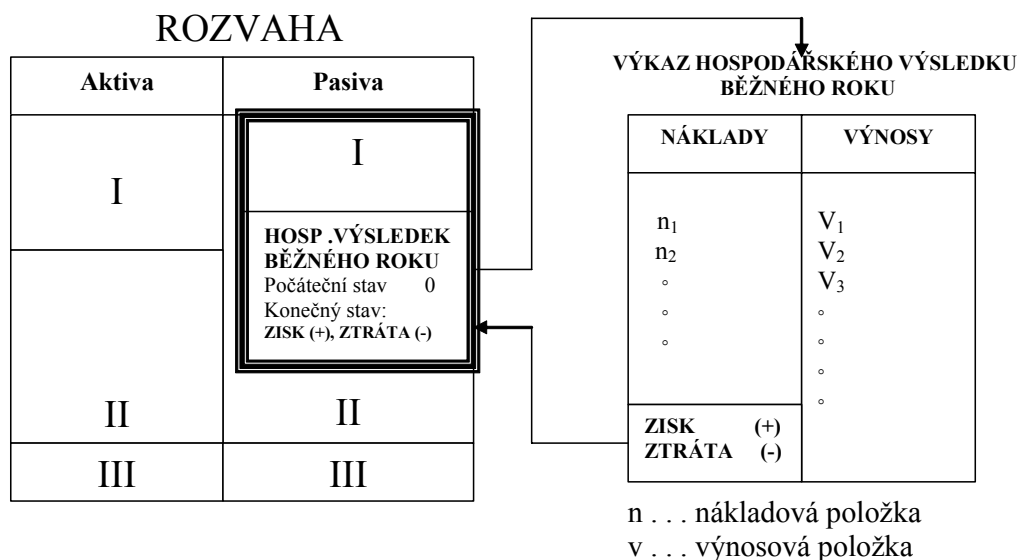 ROZVAHA
Aktiva
Pasiva
I
II
III
I
HOSP .VÝSLEDEK
BĚŽNÉHO ROKU
Počáteční stav 0
Konečný stav:
ZISK (+), ZTRÁTA (-)
II
III
VÝKAZ HOSPODÁŘSKÉHO VÝSLEDKU
BĚŽNÉHO ROKU
NÁKLADY
VÝNOSY
n₁
n₂
°
°
°
ZISK (+)
ZTRÁTA (-)
V₁
V₂
V₃
°
°
°
°
n . . . nákladová položka
v . . . výnosová položka